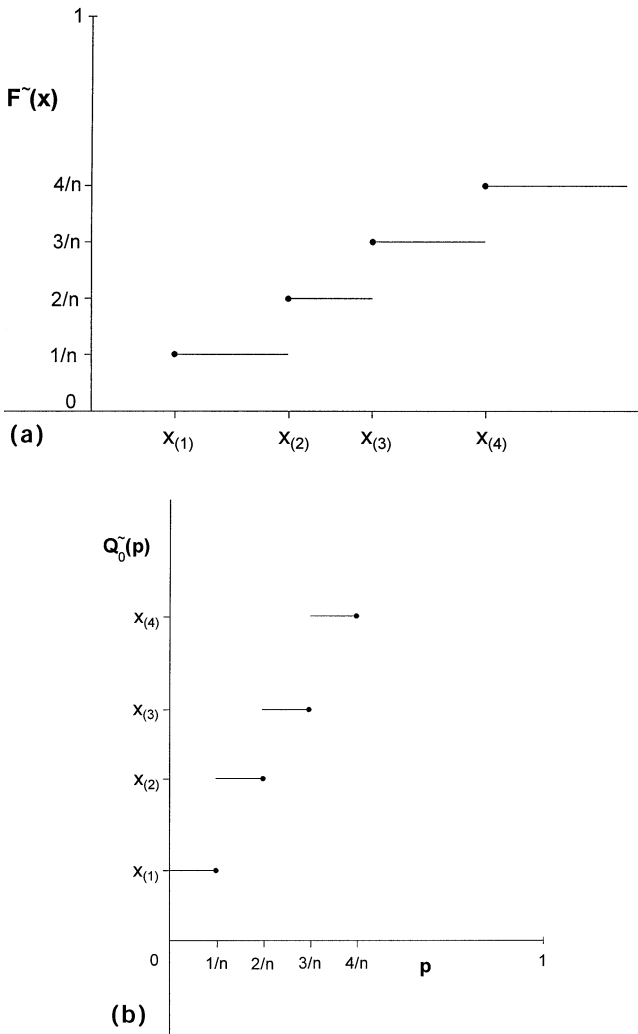 1
F~(x)
4/n
3/n
2/n
1/n
0
(a)
x(1) x(2) x(3) x(4)
Q~0(p)
x(4)
x(3)
x(2)
x(1)
0 1/n 2/n 3/n 4/n p 1
(b)